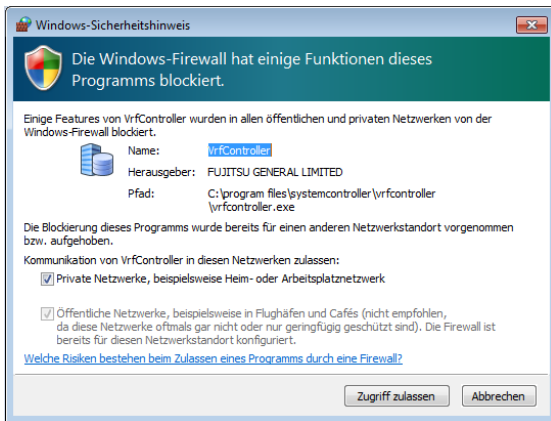 Windows-Sicherheitshinweis
Die Windows-Firewall hat einige Funktionen dieses
Programms blockiert.
Einige Features von VrfController wurden in allen öffentlichen und privaten Netzwerken von der
Windows-Firewall blockiert.
Name: VrfController
Herausgeber: FUJITSU GENERAL LIMITED
Pfad: C:\program files\systemcontroller\vrfcontroller
\vrfcontroller.exe
Die Blockierung dieses Programms wurde bereits für einen anderen Netzwerkstandort vorgenommen
bzw. aufgehoben.
Kommunikation von VrfController in diesen Netzwerken zulassen:
Private Netzwerke, beispielsweise Heim- oder Arbeitsplatznetzwerk
Öffentliche Netzwerke, beispielsweise in Flughäfen und Cafés (nicht empfohlen,
da diese Netzwerke oftmals gar nicht oder nur geringfügig geschützt sind). Die Firewall ist
bereits für diesen Netzwerkstandort konfiguriert.
Welche Risiken bestehen beim Zulassen eines Programms durch eine Firewall?
Zugriff zulassen Abbrechen